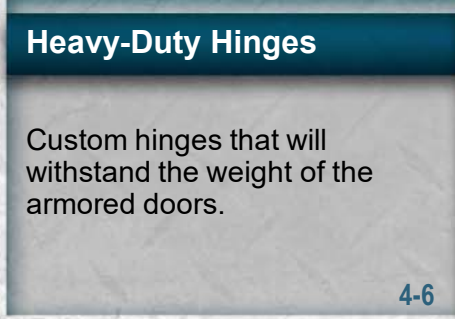 Heavy-Duty Hinges
Custom hinges that will
withstand the weight of the
armored doors.
4-6